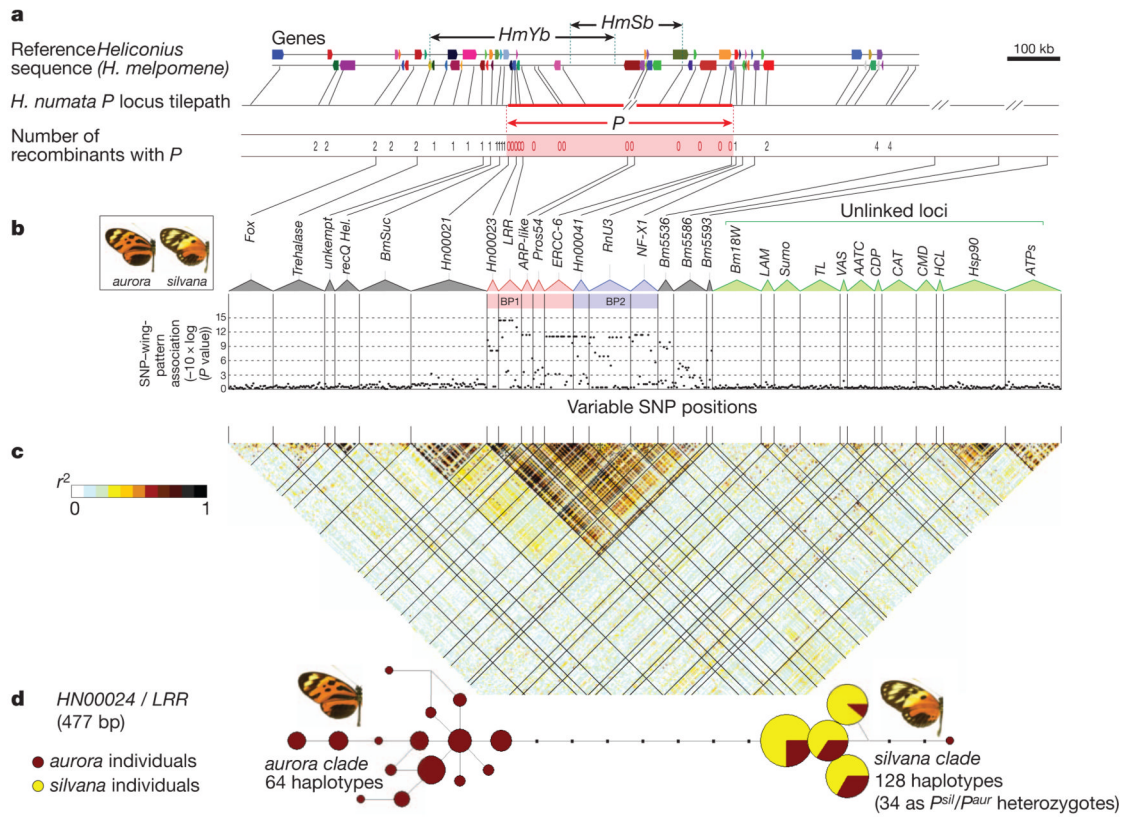 a
Genes
HmYb
HmSb
100 kb
Reference Heliconius
sequence (H. melpomene)
H. numata P locus tilepath
P
Number of
recombinants with P
2 2 2 2 2 1 1 1 1 1 1 1 1 1 0 0 0 0 0 0 0 0 0 0 0 0 0 0 1 2 4 4
b
aurora
silvana
Fox
Trehalase
unkempt
recQ Hel.
BmSuc
Hn00021
Hn00023
LRR
ARP-like
Pros54
ERCC-6
Hn00041
RnU3
NF-X1
Bm5536
Bm5586
Bm5593
Unlinked loci
Bm18W
LAM
Sumo
TL
VAS
AATC
CDP
CAT
CMD
HCL
Hsp90
ATPs
BP1
BP2
SNP–wing-
pattern
association
(–10 × log
(P value))
15
12
9
6
3
0
Variable SNP positions
c
r²
0 1
d
HN00024 / LRR
(477 bp)
aurora individuals
silvana individuals
aurora clade
64 haplotypes
silvana clade
128 haplotypes
(34 as Psil/Paur heterozygotes)